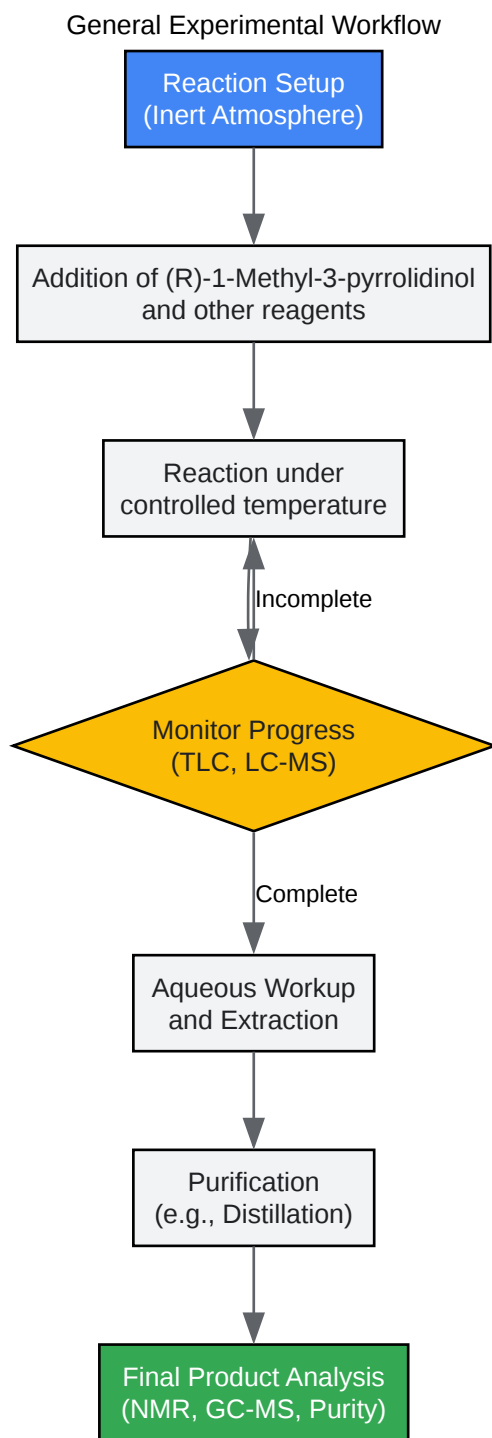 General Experimental Workflow
Reaction Setup
(Inert Atmosphere)
Addition of (R)-1-Methyl-3-pyrrolidinol
and other reagents
Reaction under
controlled temperature
Incomplete
Monitor Progress
(TLC, LC-MS)
Complete
Aqueous Workup
and Extraction
Purification
(e.g., Distillation)
Final Product Analysis
(NMR, GC-MS, Purity)